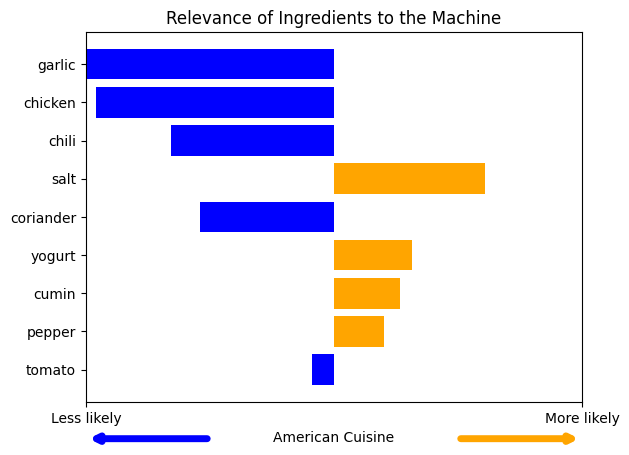 Relevance of Ingredients to the Machine
garlic
chicken
chili
salt
coriander
yogurt
cumin
pepper
tomato
Less likely
More likely
American Cuisine